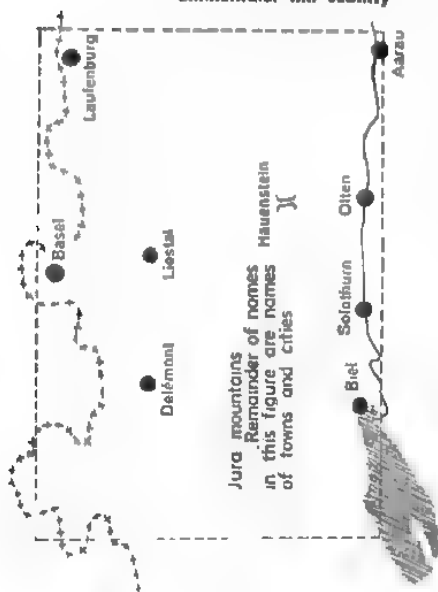 Basel
Laufenburg
Delémont
Liestal
Jura mountains
Remainder of names
in this figure are names
of towns and cities
Hauenstein
Biel
Solothurn
Olten
Aarau